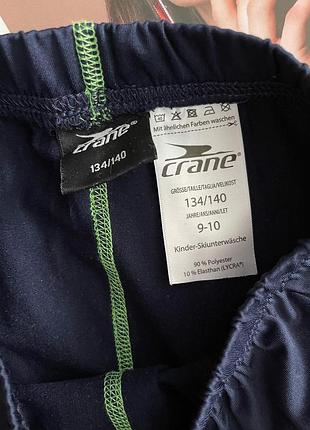 crane
134/140
Mit ähnlichen Farben waschen
crane
GRÖSSE/TAILLE/TAGLIA/VELIKOST
134/140
JAHRE/ANS/ANNI/LET
9-10
Kinder-Skiunterwäsche
90 % Polyester
10 % Elasthan (LYCRA®)